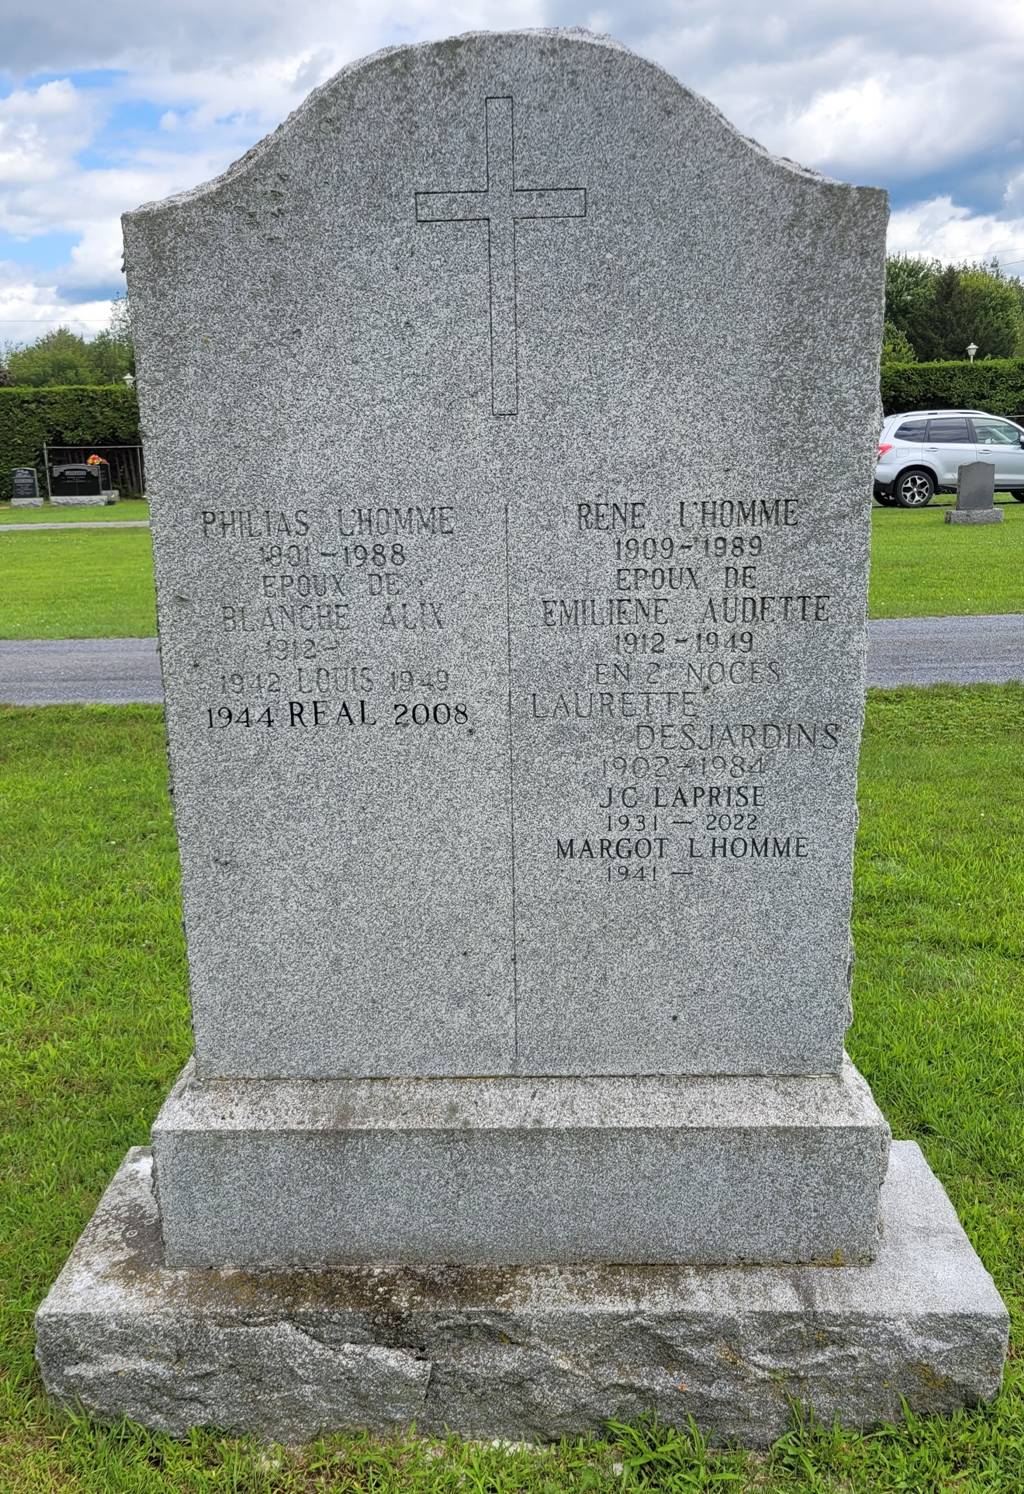 PHILIAS L'HOMME
1901-1988
EPOUX DE
BLANCHE ALIX
1912-
1942 LOUIS 1949
1944 REAL 2008
RENE L'HOMME
1909-1989
EPOUX DE
EMILIENE AUDETTE
1912-1949
EN 2E NOCES
LAURETTE
DESJARDINS
1902-1984
J C LAPRISE
1931 — 2022
MARGOT L'HOMME
1941 —